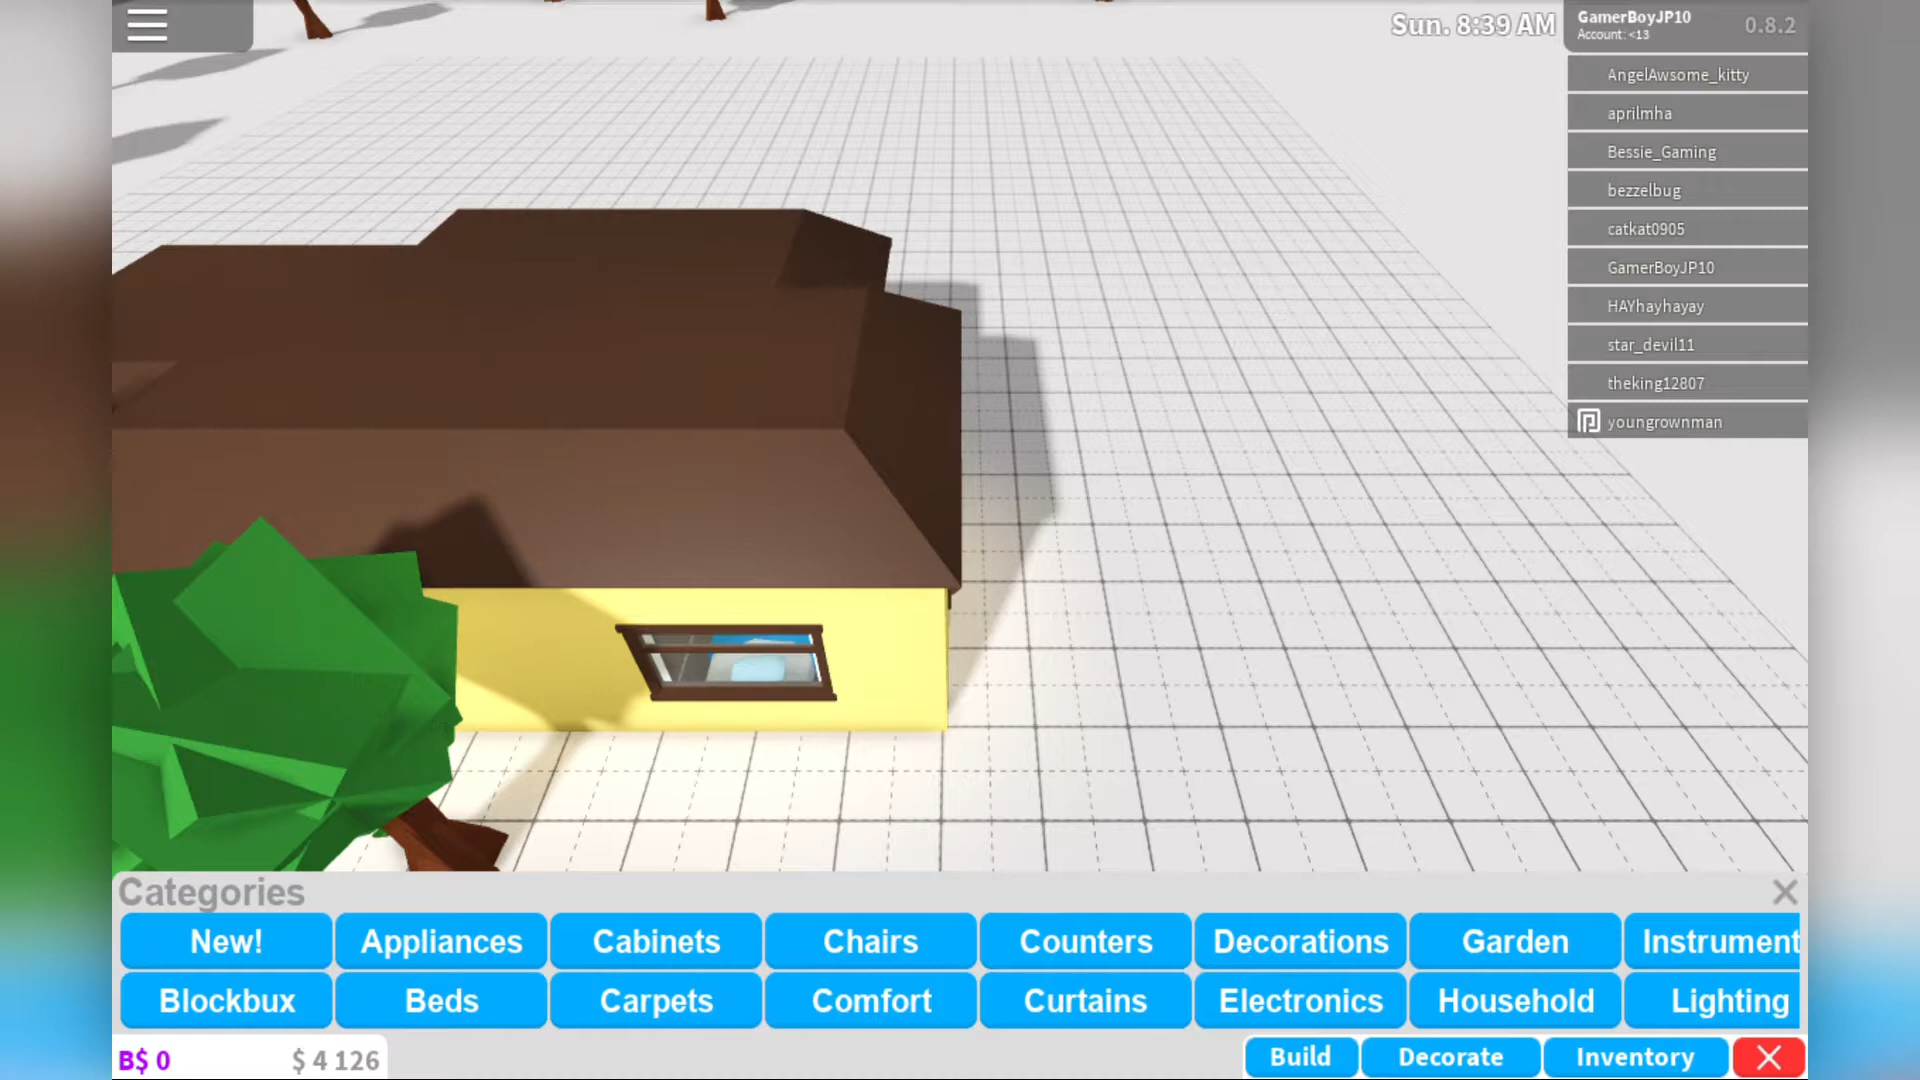 Sun. 8:39 AM
GamerBoyJP10
Account: <13
0.8.2
AngelAwsome_kitty
aprilmha
Bessie_Gaming
bezzelbug
catkat0905
GamerBoyJP10
HAYhayhayay
star_devil11
theking12807
youngrownman
Categories
New! Appliances Cabinets Chairs Counters Decorations Garden Instrument
Blockbux Beds Carpets Comfort Curtains Electronics Household Lighting
B$ 0 $ 4 126
Build Decorate Inventory